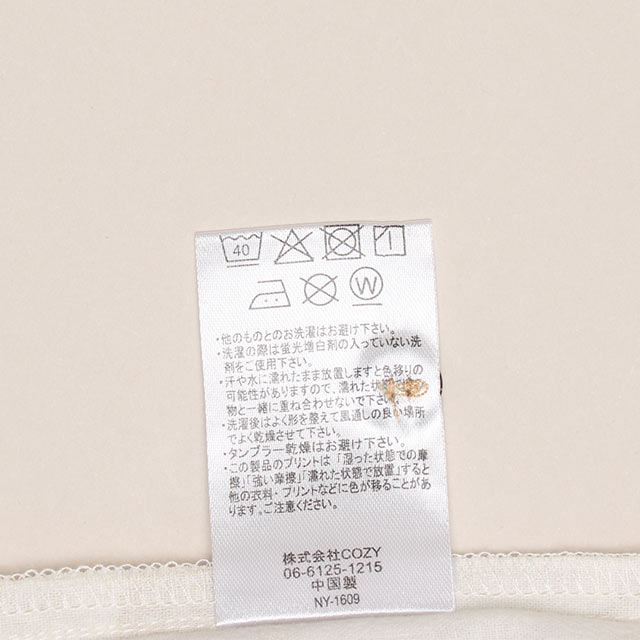 40
W
・他のものとのお洗濯はお避け下さい。
・洗濯の際は蛍光増白剤の入っていない洗
剤をご使用下さい。
・汗や水に濡れたまま放置しますと色移りの
可能性がありますので、濡れた状態で
物と一緒に重ね合わせないで下さい。
・洗濯後はよく形を整えて風通しの良い場所
でよく乾燥させて下さい。
・タンブラー乾燥はお避け下さい。
・この製品のプリントは「湿った状態での摩
擦」「強い摩擦」「濡れた状態で放置」すると
他の衣料・プリントなどに色が移ることがあ
ります。ご注意ください。
株式会社COZY
06-6125-1215
中国製
NY-1609